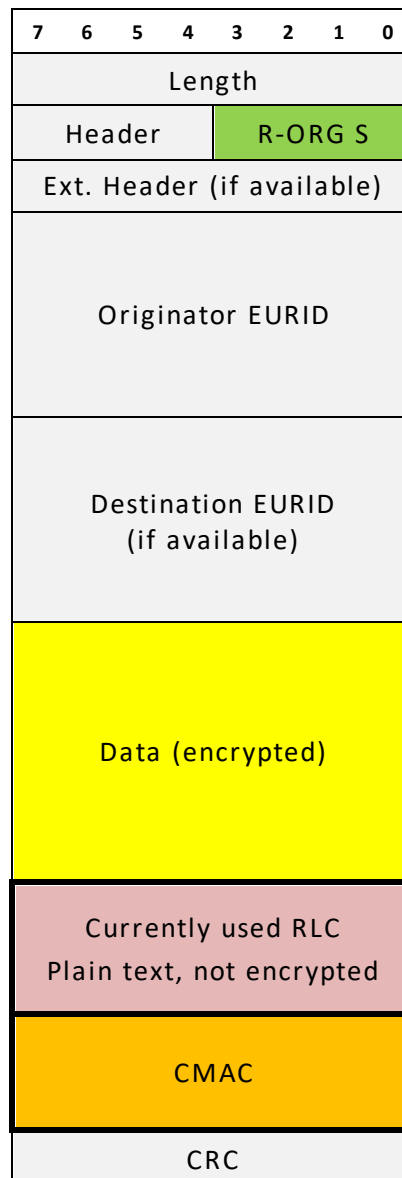 7 6 5 4 3 2 1 0
Length
Header R-ORG S
Ext. Header (if available)
Originator EURID
Destination EURID
(if available)
Data (encrypted)
Currently used RLC
Plain text, not encrypted
CMAC
CRC